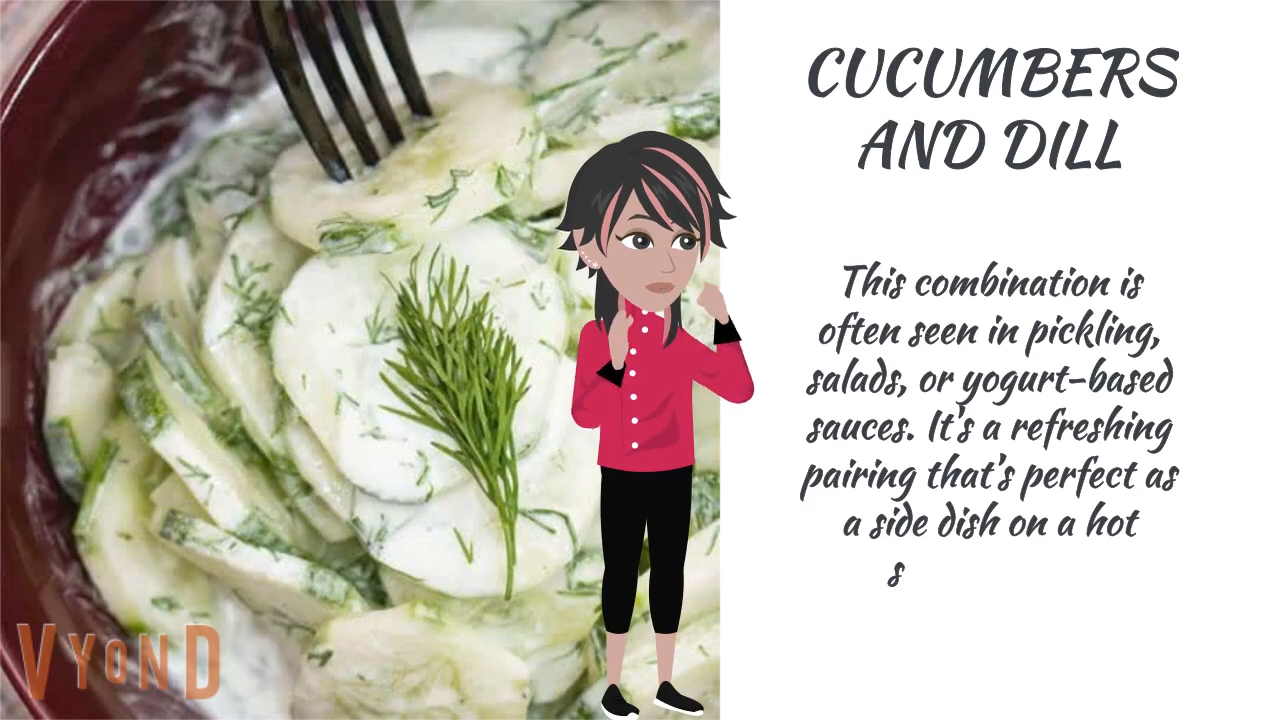 CUCUMBERS
AND DILL
This combination is
often seen in pickling,
salads, or yogurt-based
sauces. It's a refreshing
pairing that's perfect as
a side dish on a hot
s
VYOND